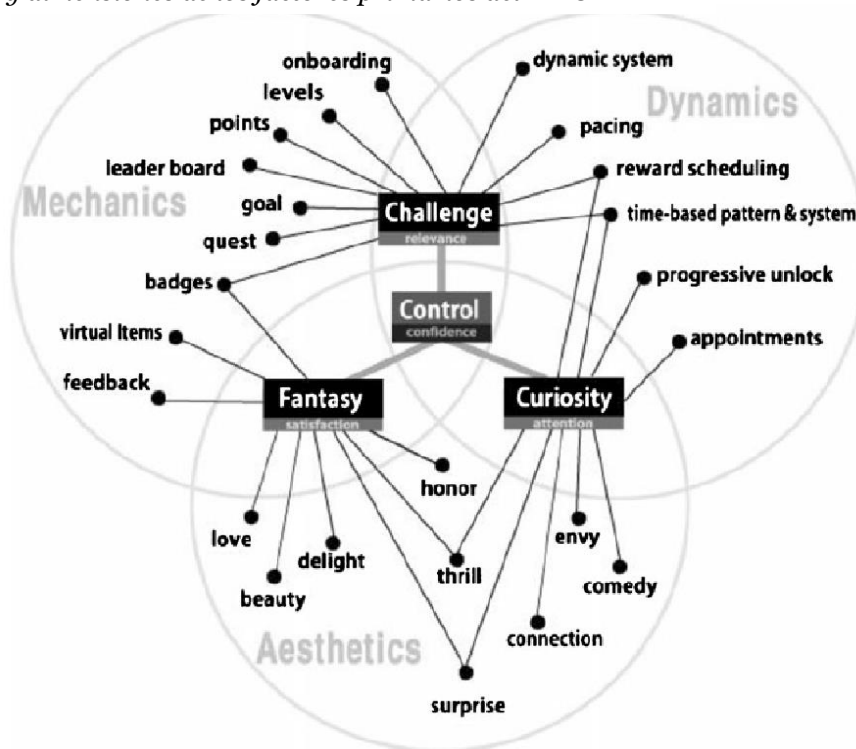 onboarding
dynamic system
levels
Dynamics
points
pacing
leader board
reward scheduling
Mechanics
goal
Challenge
time-based pattern & system
relevance
quest
badges
progressive unlock
Control
confidence
virtual Items
appointments
feedback
Fantasy
Curiosity
satisfaction
attention
honor
love
envy
delight
thrill
comedy
beauty
connection
Aesthetics
surprise